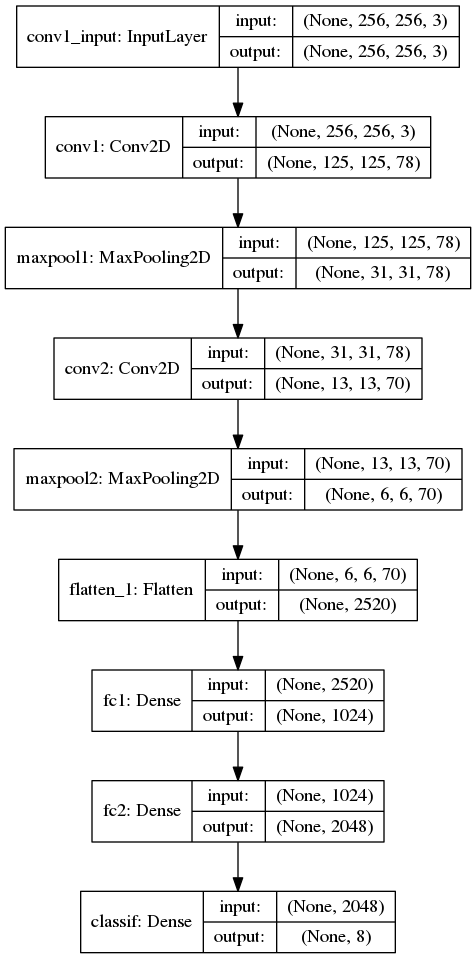 conv1_input: InputLayer
input: (None, 256, 256, 3)
output: (None, 256, 256, 3)
conv1: Conv2D
input: (None, 256, 256, 3)
output: (None, 125, 125, 78)
maxpool1: MaxPooling2D
input: (None, 125, 125, 78)
output: (None, 31, 31, 78)
conv2: Conv2D
input: (None, 31, 31, 78)
output: (None, 13, 13, 70)
maxpool2: MaxPooling2D
input: (None, 13, 13, 70)
output: (None, 6, 6, 70)
flatten_1: Flatten
input: (None, 6, 6, 70)
output: (None, 2520)
fc1: Dense
input: (None, 2520)
output: (None, 1024)
fc2: Dense
input: (None, 1024)
output: (None, 2048)
classif: Dense
input: (None, 2048)
output: (None, 8)